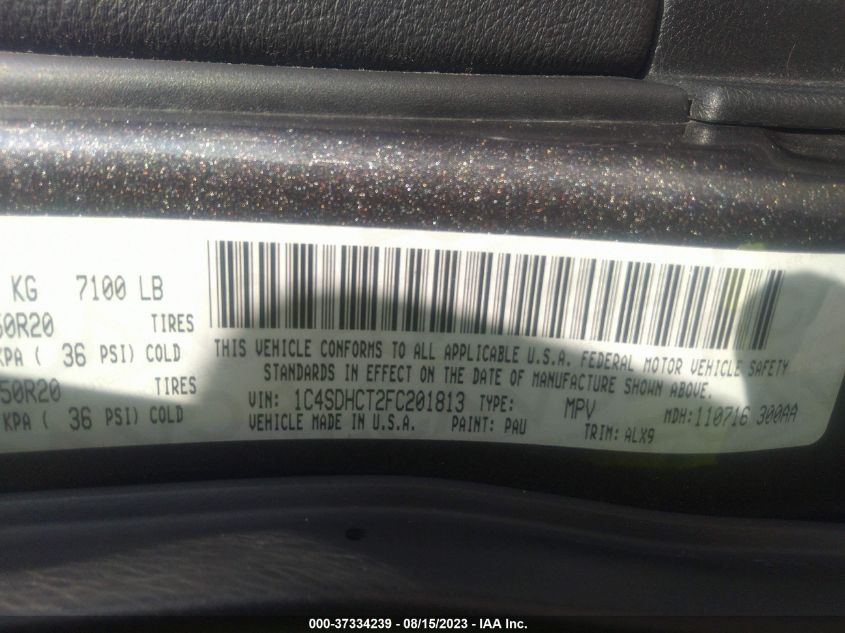 KG 7100 LB
50R20 TIRES
KPA ( 36 PSI) COLD
50R20 TIRES
KPA ( 36 PSI) COLD
THIS VEHICLE CONFORMS TO ALL APPLICABLE U.S.A. FEDERAL MOTOR VEHICLE SAFETY
STANDARDS IN EFFECT ON THE DATE OF MANUFACTURE SHOWN ABOVE.
VIN: 1C4SDHCT2FC201813 TYPE: MPV MDH:110716 300AA
VEHICLE MADE IN U.S.A. PAINT: PAU TRIM: ALX9
000-37334239 - 08/15/2023 - IAA Inc.